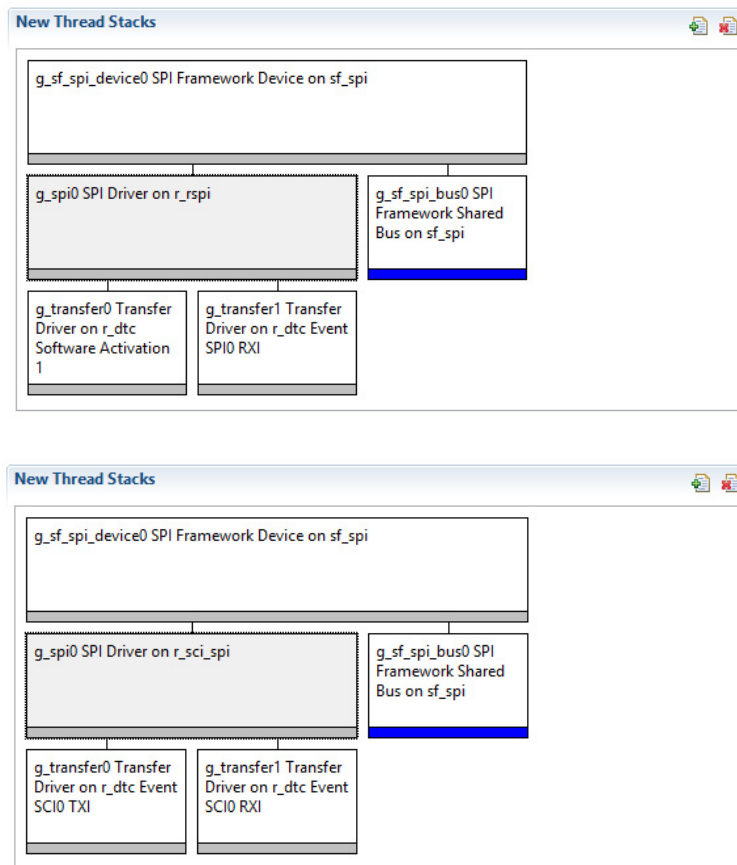 New Thread Stacks
g_sf_spi_device0 SPI Framework Device on sf_spi
g_spi0 SPI Driver on r_rspi
g_sf_spi_bus0 SPI
Framework Shared
Bus on sf_spi
g_transfer0 Transfer
Driver on r_dtc
Software Activation
1
g_transfer1 Transfer
Driver on r_dtc Event
SPI0 RXI
New Thread Stacks
g_sf_spi_device0 SPI Framework Device on sf_spi
g_spi0 SPI Driver on r_sci_spi
g_sf_spi_bus0 SPI
Framework Shared
Bus on sf_spi
g_transfer0 Transfer
Driver on r_dtc Event
SCI0 TXI
g_transfer1 Transfer
Driver on r_dtc Event
SCI0 RXI